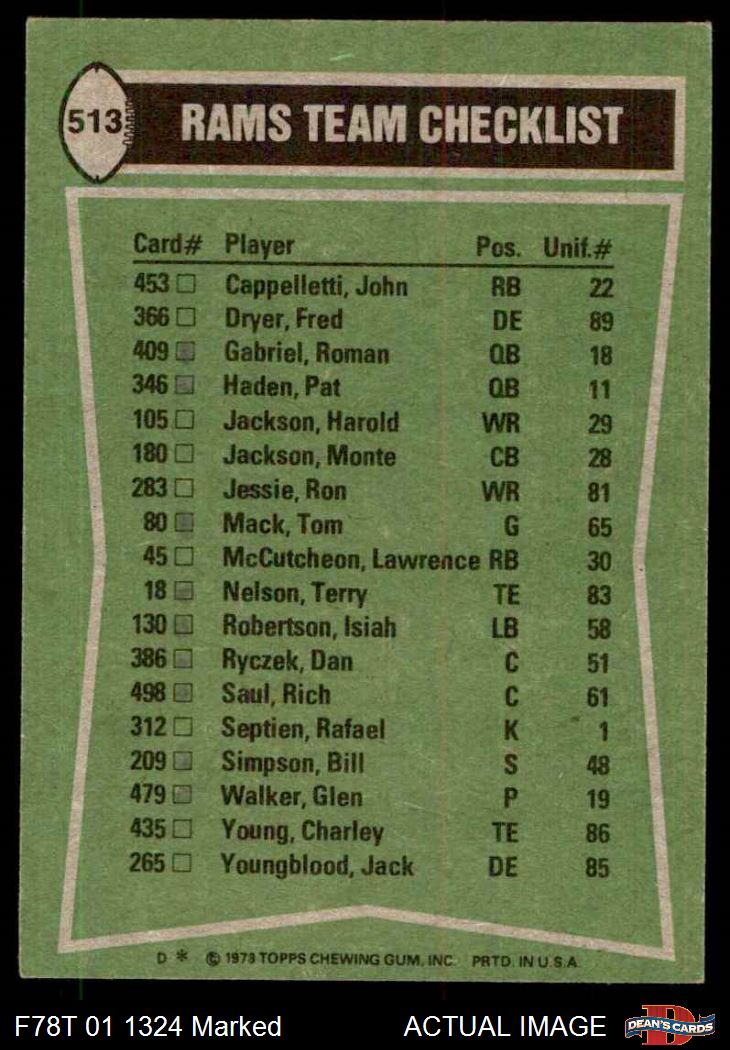 513 RAMS TEAM CHECKLIST
Card# Player Pos. Unif.#
453 Cappelletti, John RB 22
366 Dryer, Fred DE 89
409 Gabriel, Roman QB 18
346 Haden, Pat QB 11
105 Jackson, Harold WR 29
180 Jackson, Monte CB 28
283 Jessie, Ron WR 81
80 Mack, Tom G 65
45 McCutcheon, Lawrence RB 30
18 Nelson, Terry TE 83
130 Robertson, Isiah LB 58
386 Ryczek, Dan C 51
498 Saul, Rich C 61
312 Septien, Rafael K 1
209 Simpson, Bill S 48
479 Walker, Glen P 19
435 Young, Charley TE 86
265 Youngblood, Jack DE 85
D * © 1978 TOPPS CHEWING GUM, INC. PRTD. IN U.S.A.
F78T 01 1324 Marked ACTUAL IMAGE D DEAN'S CARDS